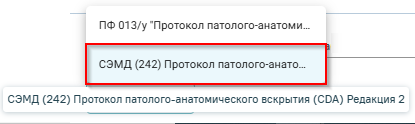 ПФ 013/у "Протокол патолого-анатоми...
СЭМД (242) Протокол патолого-анато...
СЭМД (242) Протокол патолого-анатомического вскрытия (CDA) Редакция 2